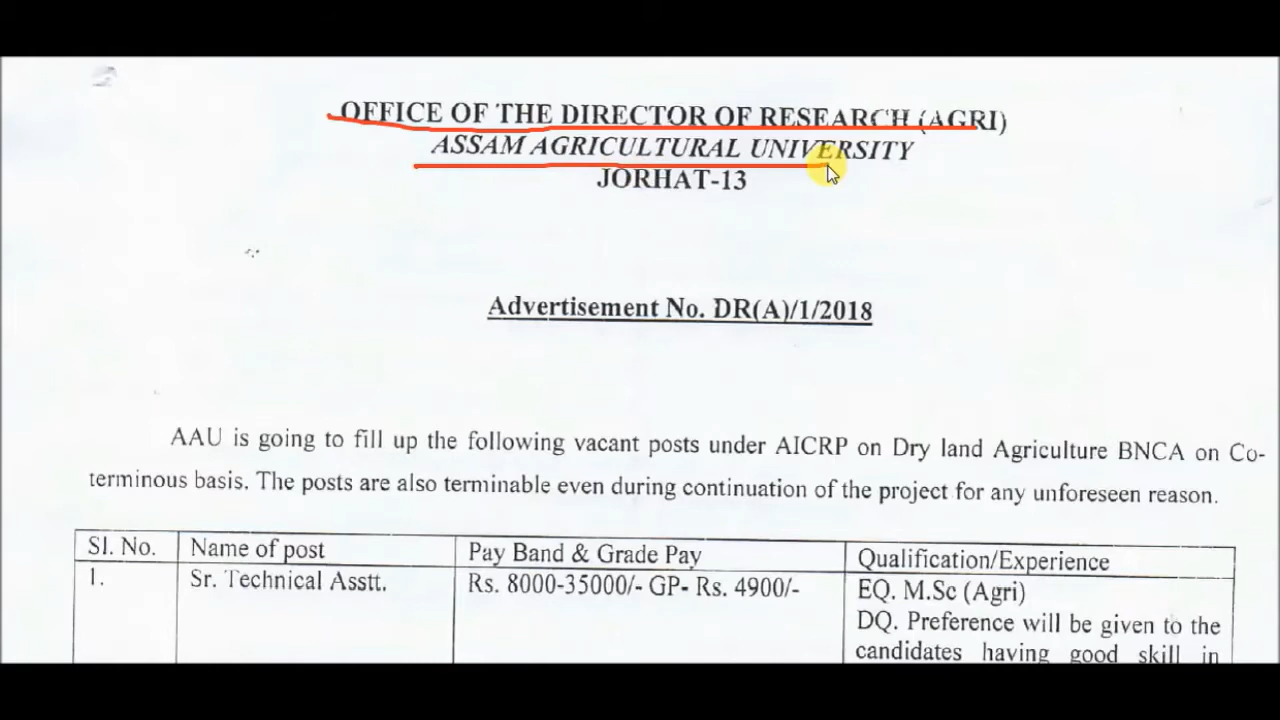 OFFICE OF THE DIRECTOR OF RESEARCH (AGRI)
ASSAM AGRICULTURAL UNIVERSITY
JORHAT-13
Advertisement No. DR(A)/1/2018
AAU is going to fill up the following vacant posts under AICRP on Dry land Agriculture BNCA on Co-
terminous basis. The posts are also terminable even during continuation of the project for any unforeseen reason.
Sl. No. Name of post Pay Band & Grade Pay Qualification/Experience
1. Sr. Technical Asstt. Rs. 8000-35000/- GP- Rs. 4900/- EQ. M.Sc (Agri)
DQ. Preference will be given to the
candidates having good skill in